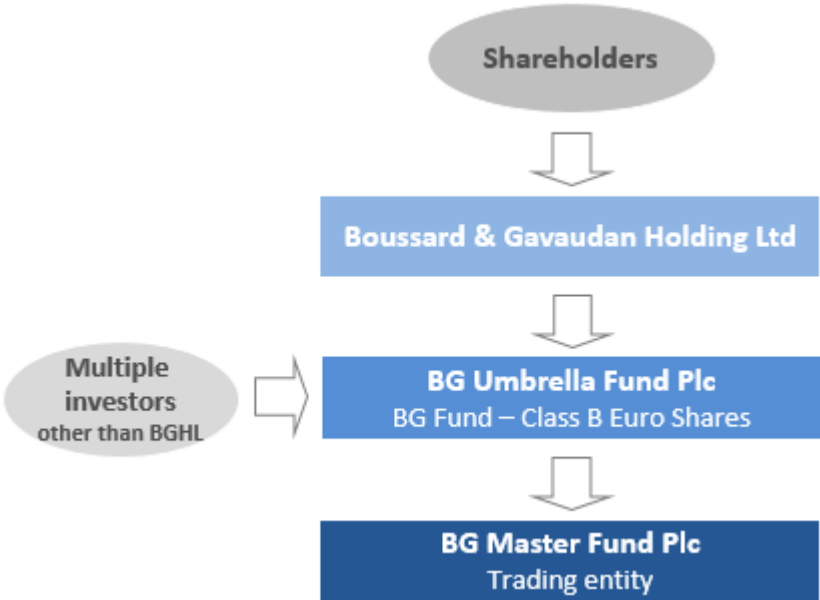 Shareholders
Boussard & Gavaudan Holding Ltd
Multiple
investors
other than BGHL
BG Umbrella Fund Plc
BG Fund – Class B Euro Shares
BG Master Fund Plc
Trading entity